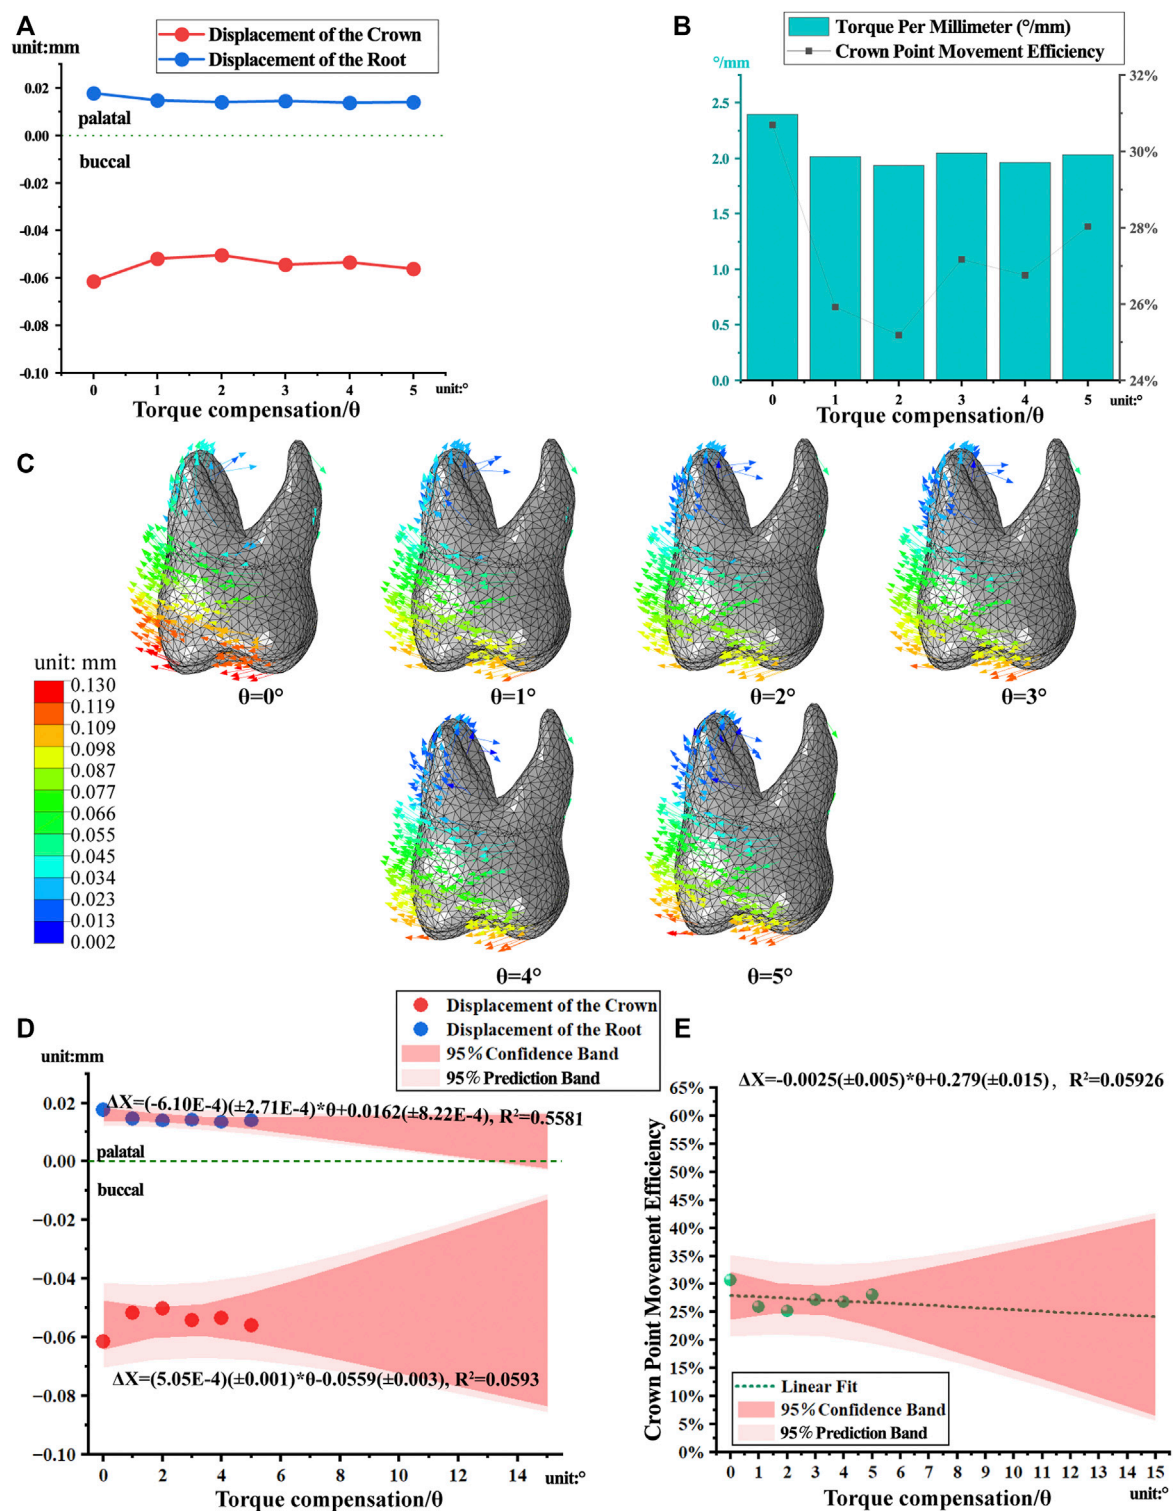 A
unit:mm
Displacement of the Crown
Displacement of the Root
0.02
0.00
-0.02
-0.04
-0.06
-0.08
-0.10
palatal
buccal
0 1 2 3 4 5 unit:°
Torque compensation/θ
B
Torque Per Millimeter (°/mm)
Crown Point Movement Efficiency
°/mm
2.5
2.0
1.5
1.0
0.5
0.0
32%
30%
28%
26%
24%
0 1 2 3 4 5 unit:°
Torque compensation/θ
C
θ=0° θ=1° θ=2° θ=3°
unit: mm
0.130
0.119
0.109
0.098
0.087
0.077
0.066
0.055
0.045
0.034
0.023
0.013
0.002
θ=4° θ=5°
D
unit:mm
Displacement of the Crown
Displacement of the Root
95% Confidence Band
95% Prediction Band
ΔX=(-6.10E-4)(±2.71E-4)*θ+0.0162(±8.22E-4), R²=0.5581
0.02
0.00
−0.02
−0.04
−0.06
−0.08
−0.10
palatal
buccal
ΔX=(5.05E-4)(±0.001)*θ-0.0559(±0.003), R²=0.0593
0 2 4 6 8 10 12 14 unit:°
Torque compensation/θ
E
ΔX=-0.0025(±0.005)*θ+0.279(±0.015), R²=0.05926
Crown Point Movement Efficiency
65%
60%
55%
50%
45%
40%
35%
30%
25%
20%
15%
10%
5%
0%
Linear Fit
95% Confidence Band
95% Prediction Band
0 1 2 3 4 5 6 7 8 9 10 11 12 13 14 15
unit:°
Torque compensation/θ